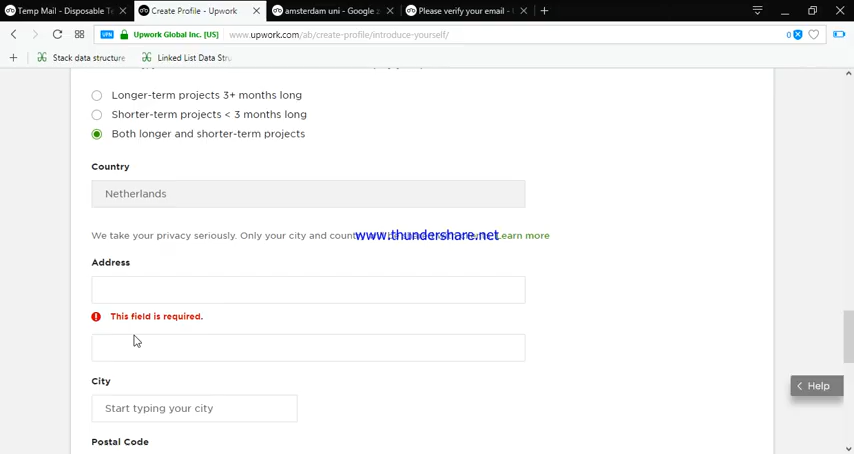 Temp Mail - Disposable Te
Create Profile - Upwork
amsterdam uni - Google z
Please verify your email -
VPN
Upwork Global Inc. [US]
www.upwork.com/ab/create-profile/introduce-yourself/
0
Stack data structure
Linked List Data Stru
Longer-term projects 3+ months long
Shorter-term projects < 3 months long
Both longer and shorter-term projects
Country
Netherlands
We take your privacy seriously. Only your city and count
www.thundershare.net
Learn more
Address
This field is required.
City
Start typing your city
Help
Postal Code